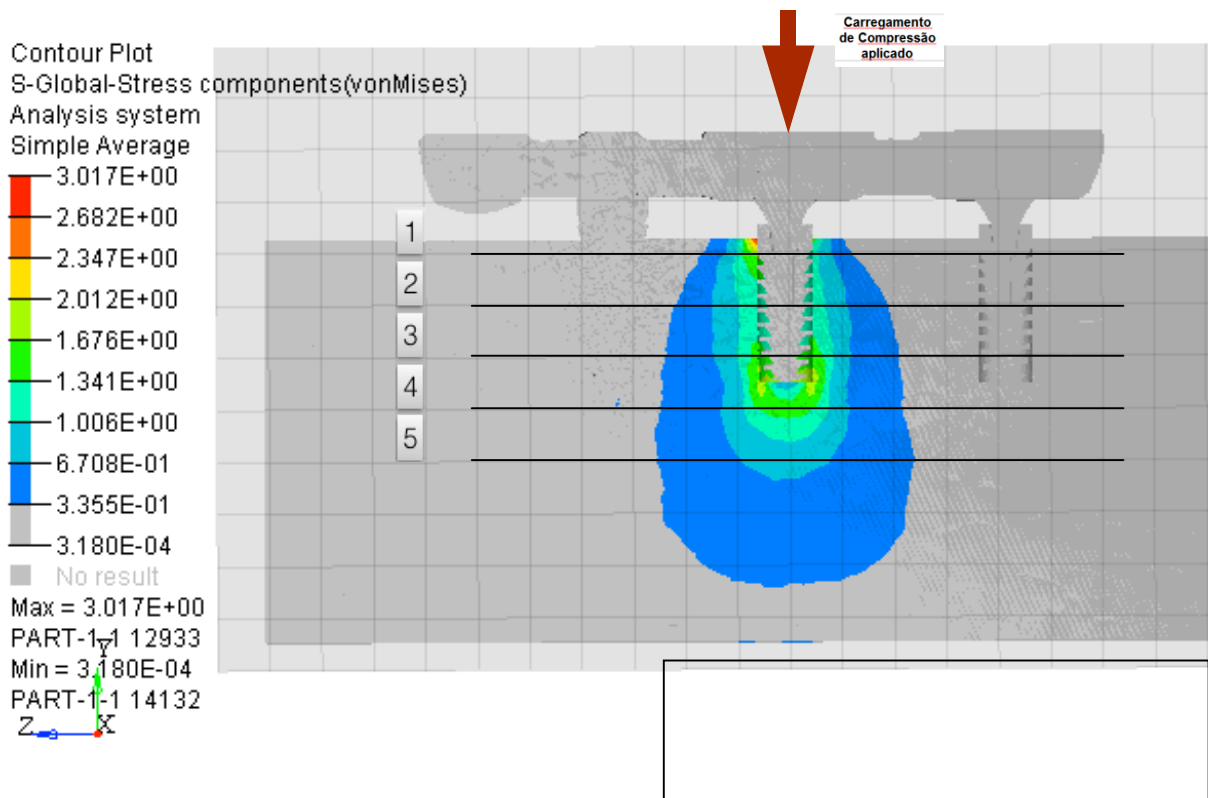 Carregamento
de Compressão
aplicado
Contour Plot
S-Global-Stress components(vonMises)
Analysis system
Simple Average
3.017E+00
2.682E+00
2.347E+00
2.012E+00
1.676E+00
1.341E+00
1.006E+00
6.708E-01
3.355E-01
3.180E-04
No result
Max = 3.017E+00
PART-1-1 12933
Min = 3.180E-04
PART-1-1 14132
Y
Z
X
1
2
3
4
5